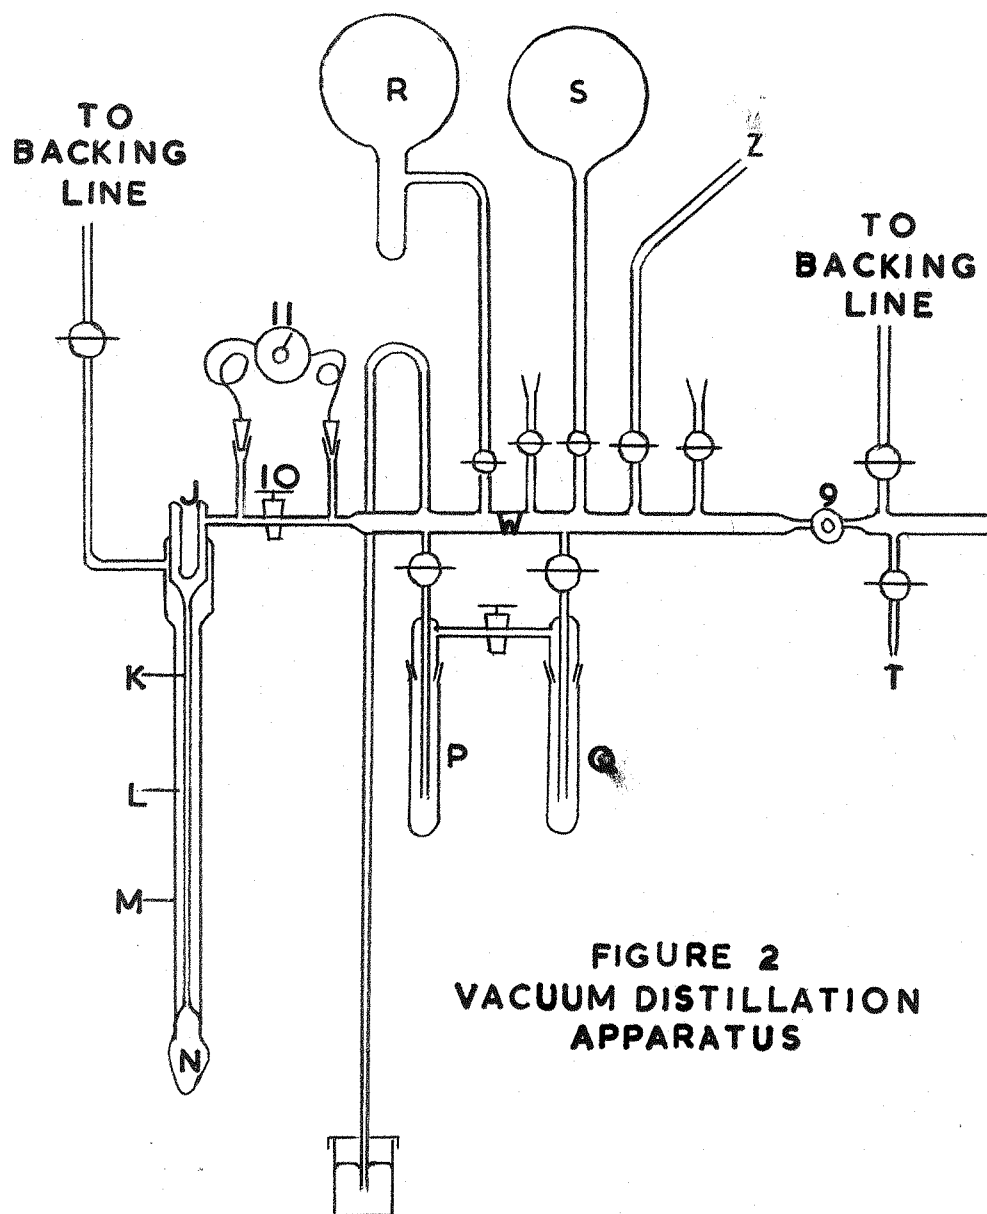 R
S
TO
BACKING
LINE
Z
TO
BACKING
LINE
11
J
10
W
9
K
T
P
Q
L
M
N
FIGURE 2
VACUUM DISTILLATION
APPARATUS